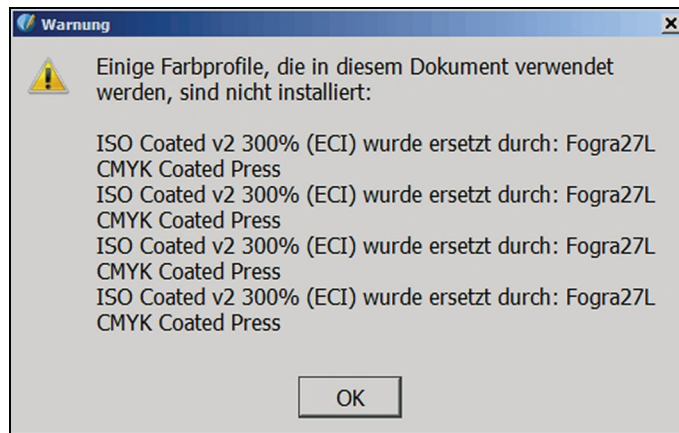 Warnung
Einige Farbprofile, die in diesem Dokument verwendet
werden, sind nicht installiert:
ISO Coated v2 300% (ECI) wurde ersetzt durch: Fogra27L
CMYK Coated Press
ISO Coated v2 300% (ECI) wurde ersetzt durch: Fogra27L
CMYK Coated Press
ISO Coated v2 300% (ECI) wurde ersetzt durch: Fogra27L
CMYK Coated Press
ISO Coated v2 300% (ECI) wurde ersetzt durch: Fogra27L
CMYK Coated Press
OK